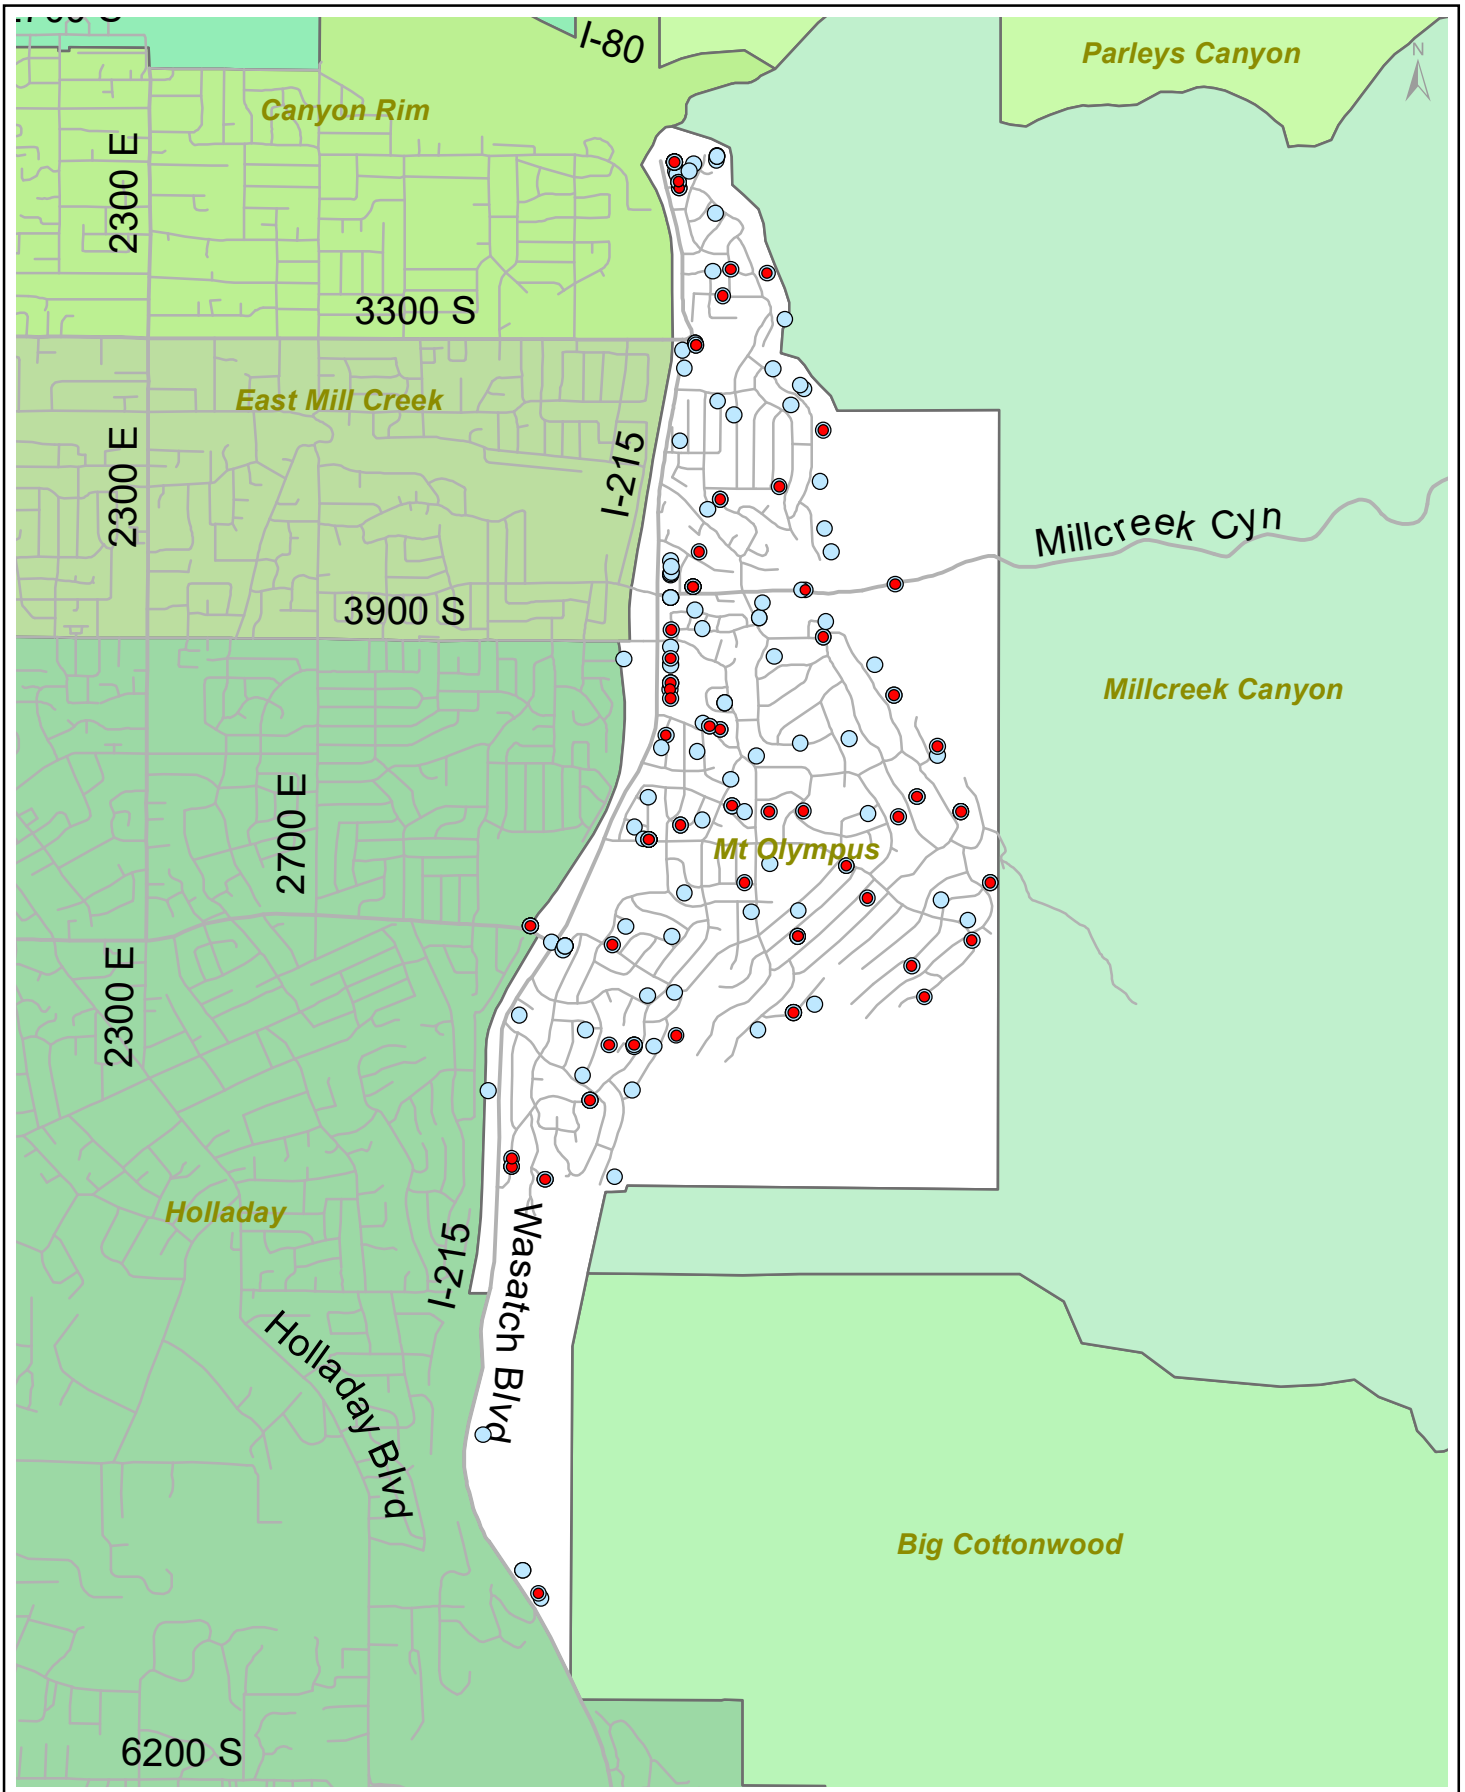 I-80
Parleys Canyon
N
Canyon Rim
2300 E
3300 S
East Mill Creek
2300 E
I-215
Millcreek Cyn
3900 S
Millcreek Canyon
2700 E
Mt Olympus
2300 E
Holladay
I-215
Wasatch Blvd
Holladay Blvd
Big Cottonwood
6200 S